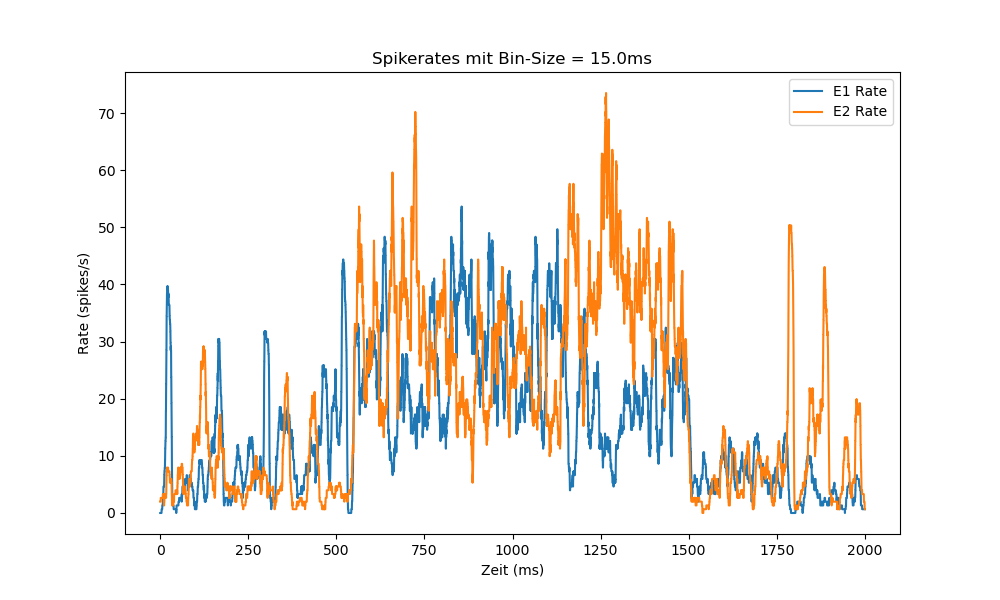 Spikerates mit Bin-Size = 15.0ms
E1 Rate
E2 Rate
Rate (spikes/s)
70
60
50
40
30
20
10
0
0 250 500 750 1000 1250 1500 1750 2000
Zeit (ms)